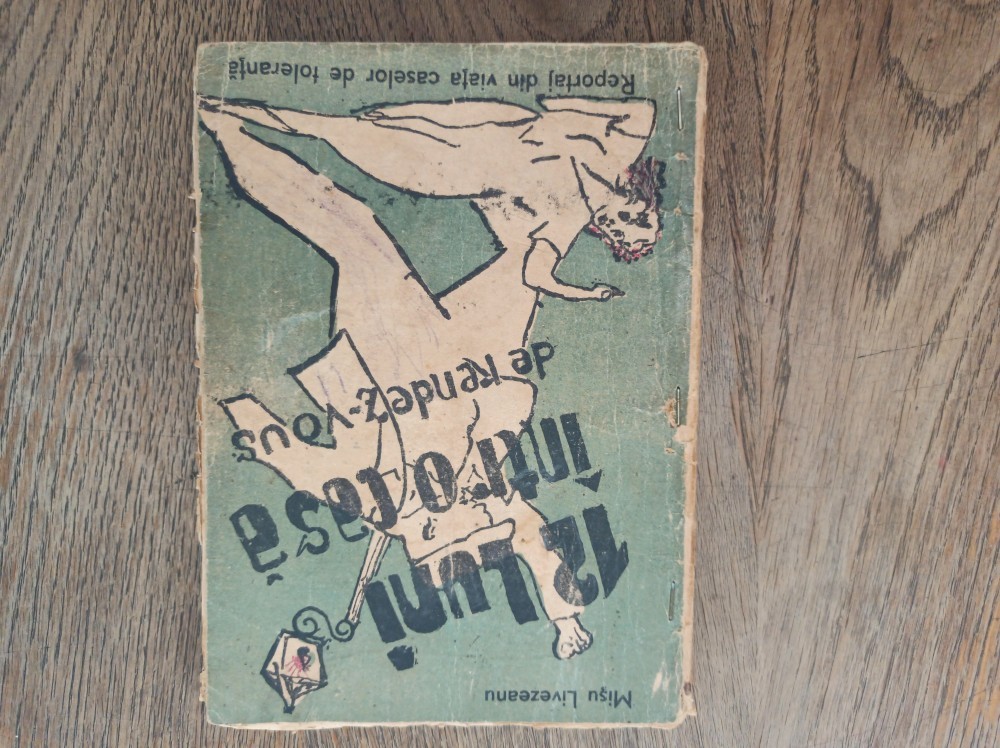 Mișu Livezeanu
12 Luni
într o casă
de rendez-vous
Reportaj din viața caselor de toleranță